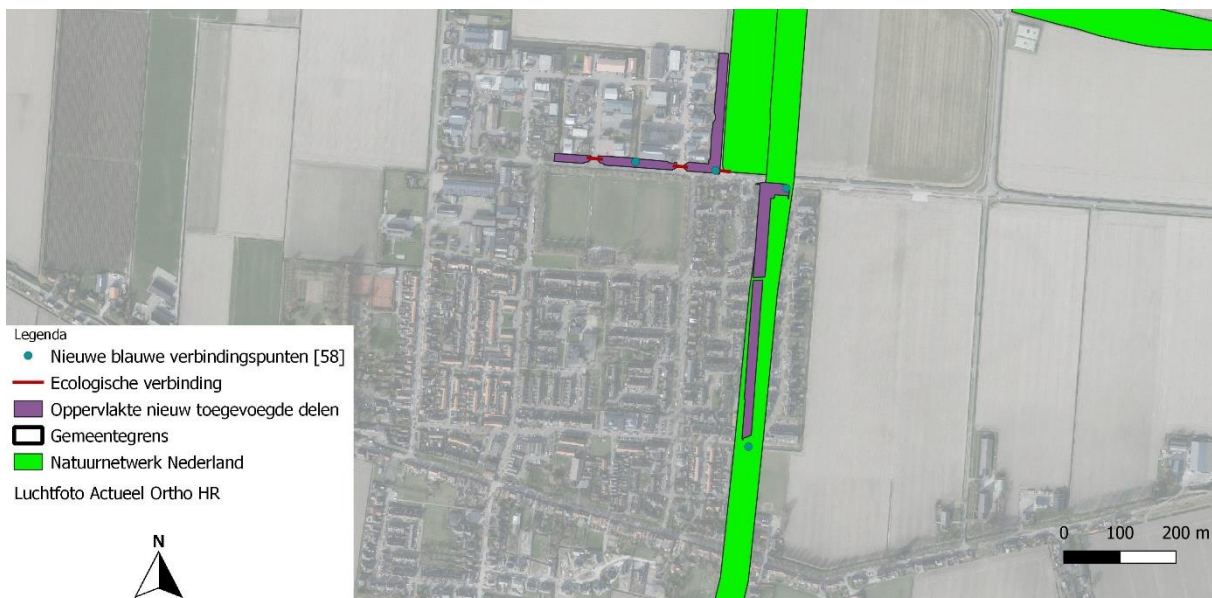 Legenda
Nieuwe blauwe verbindingspunten [58]
Ecologische verbinding
Oppervlakte nieuw toegevoegde delen
Gemeentegrens
Natuurnetwerk Nederland
Luchtfoto Actueel Ortho HR
N
0 100 200 m